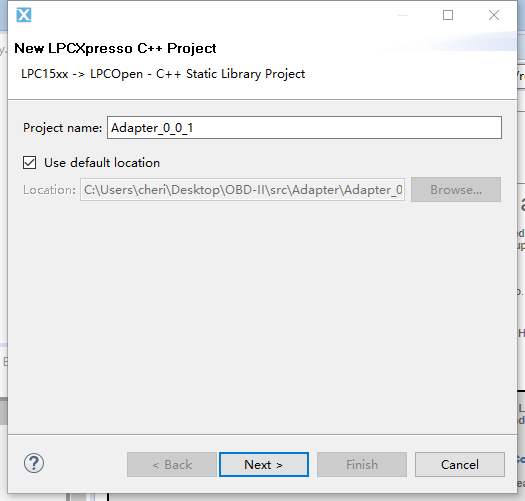 New LPCXpresso C++ Project
LPC15xx -> LPCOpen - C++ Static Library Project
Project name: Adapter_0_0_1
Use default location
Location: C:\Users\cheri\Desktop\OBD-II\src\Adapter\Adapter_0 Browse...
< Back Next > Finish Cancel